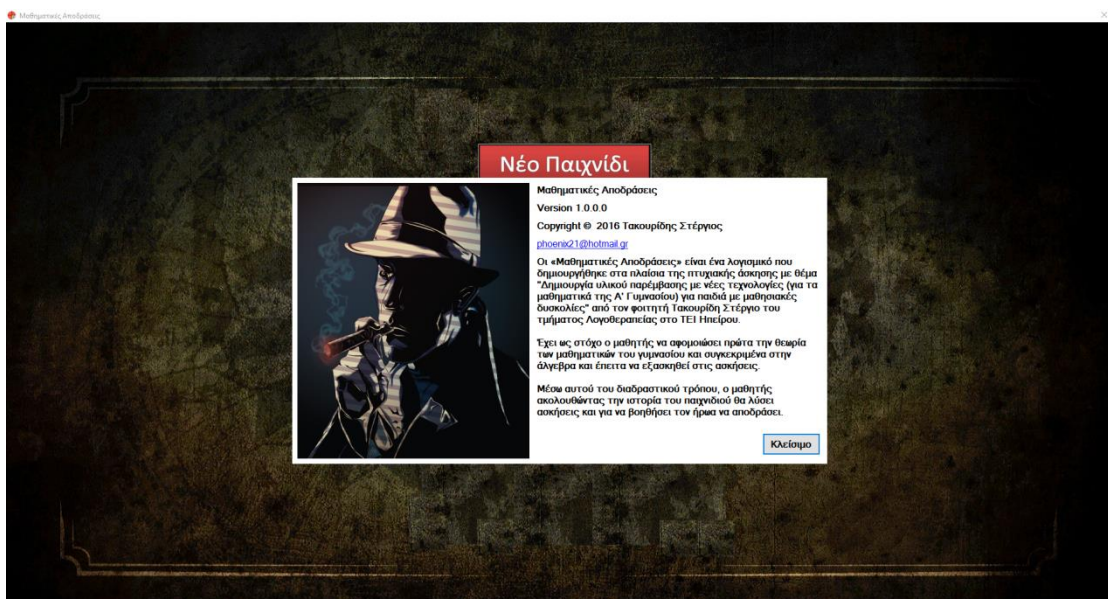 Μαθηματικές Αποδράσεις
Νέο Παιχνίδι
Μαθηματικές Αποδράσεις
Version 1.0.0.0
Copyright © 2016 Τακουρίδης Στέργιος
phoenix21@hotmail.gr
Οι «Μαθηματικές Αποδράσεις» είναι ένα λογισμικό που
δημιουργήθηκε στα πλαίσια της πτυχιακής άσκησης με θέμα
"Δημιουργία υλικού παρέμβασης με νέες τεχνολογίες (για τα
μαθηματικά της Α' Γυμνασίου) για παιδιά με μαθησιακές
δυσκολίες" από τον φοιτητή Τακουρίδη Στέργιο του
τμήματος Λογοθεραπείας στο ΤΕΙ Ηπείρου.
Έχει ως στόχο ο μαθητής να αφομοιώσει πρώτα την θεωρία
των μαθηματικών του γυμνασίου και συγκεκριμένα στην
άλγεβρα και έπειτα να εξασκηθεί στις ασκήσεις.
Μέσω αυτού του διαδραστικού τρόπου, ο μαθητής
ακολουθώντας την ιστορία του παιχνιδιού θα λύσει
ασκήσεις και για να βοηθήσει τον ήρωα να αποδράσει.
Κλείσιμο